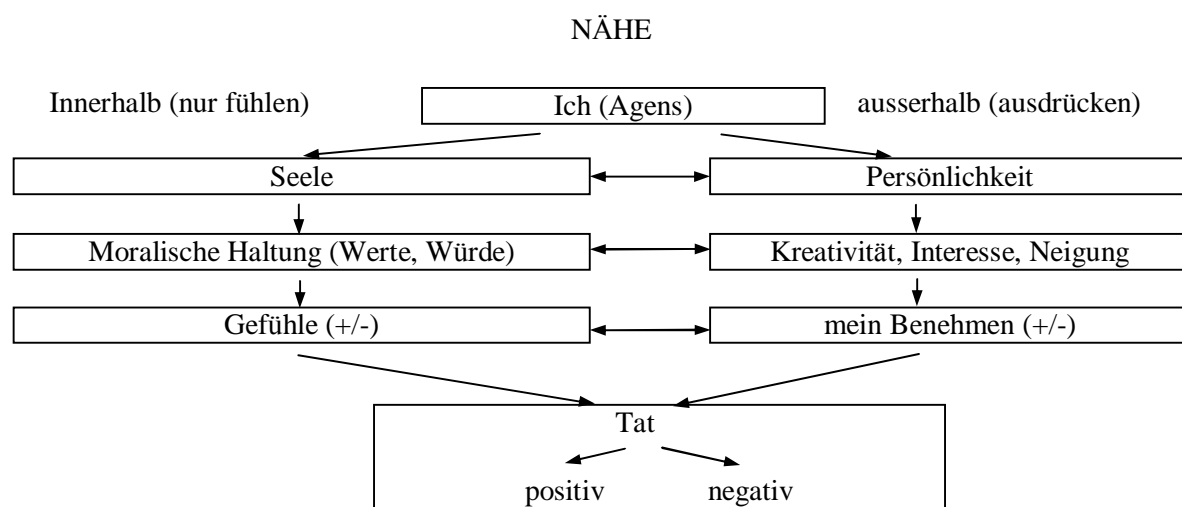 NÄHE
Innerhalb (nur fühlen)
Ich (Agens)
ausserhalb (ausdrücken)
Seele
Persönlichkeit
Moralische Haltung (Werte, Würde)
Kreativität, Interesse, Neigung
Gefühle (+/-)
mein Benehmen (+/-)
Tat
positiv
negativ